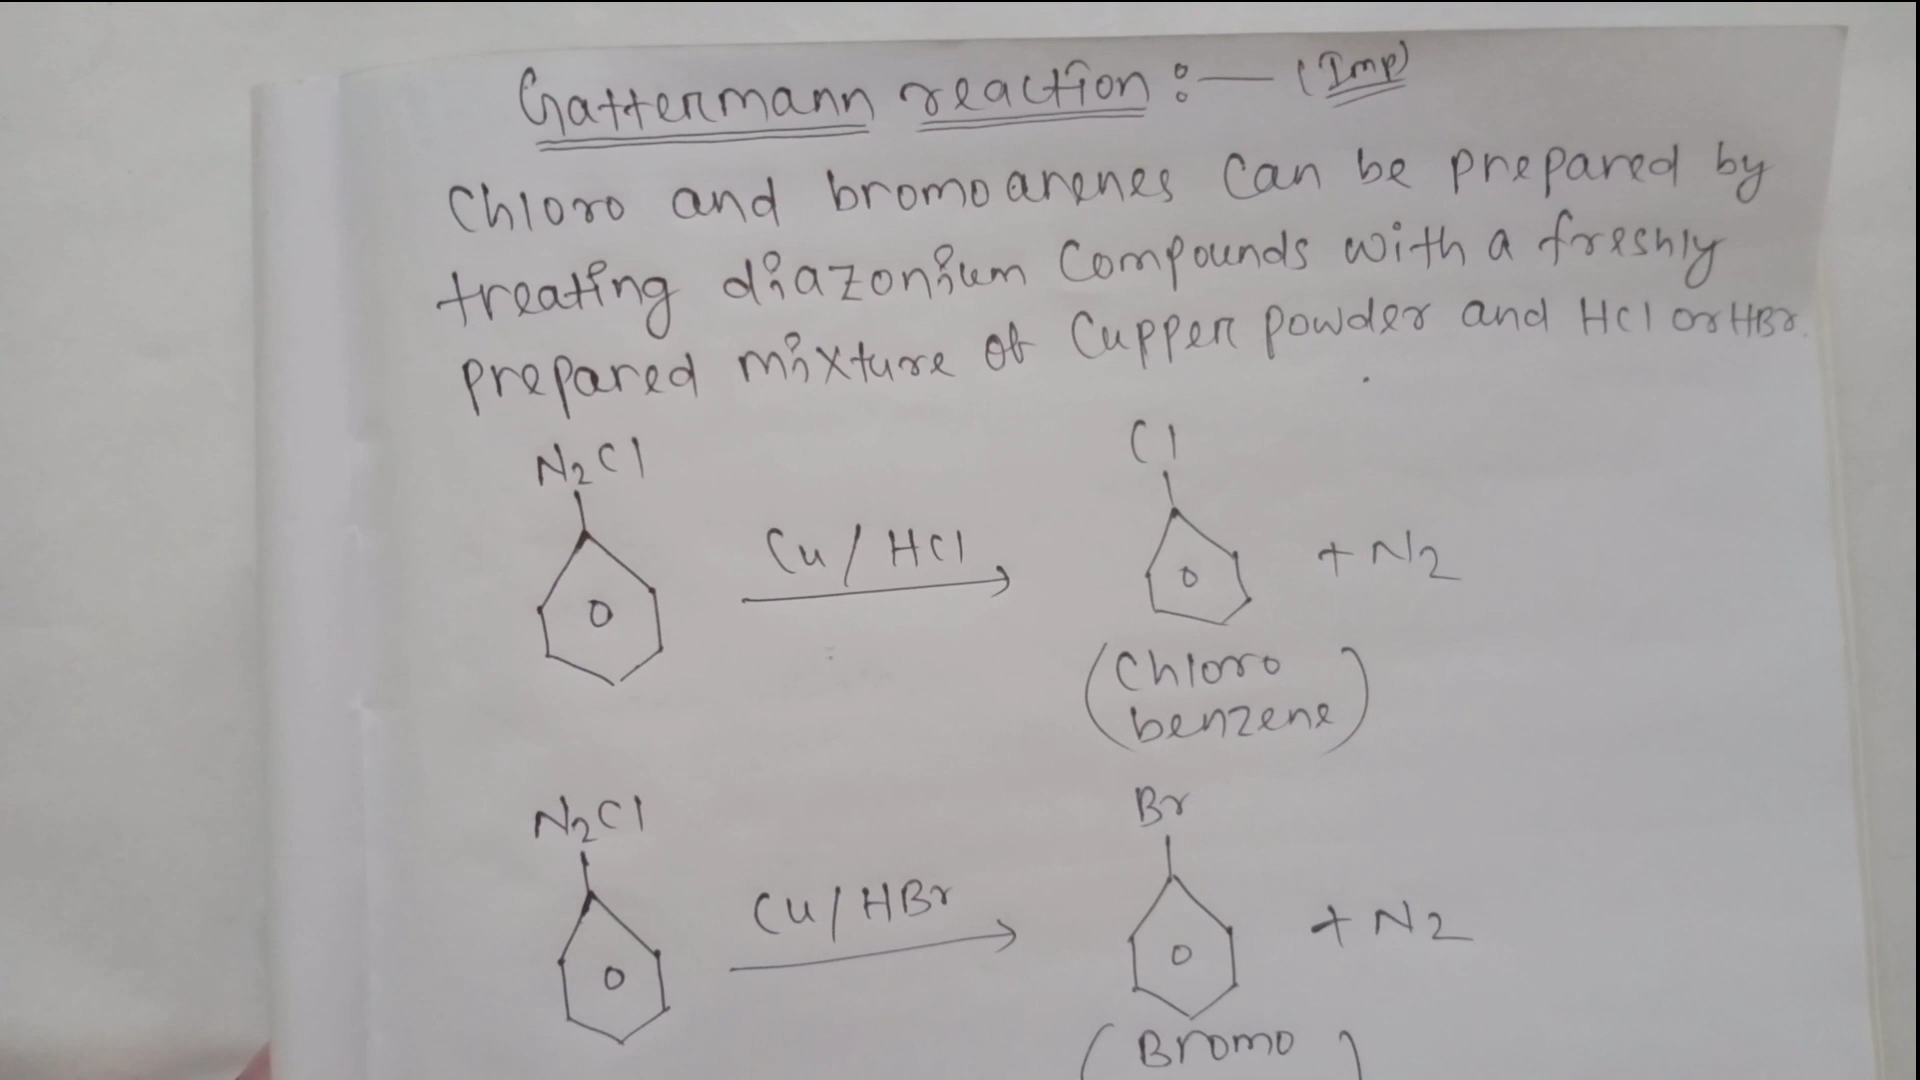 Gattermann reaction :— (Imp)
Chloro and bromoarenes can be prepared by
treating diazonium compounds with a freshly
prepared mixture of Cupper powder and HCl or HBr.
N2Cl
Cu / HCl
Cl
+ N2
(Chloro
benzene)
N2Cl
Cu / HBr
Br
+ N2
(Bromo)